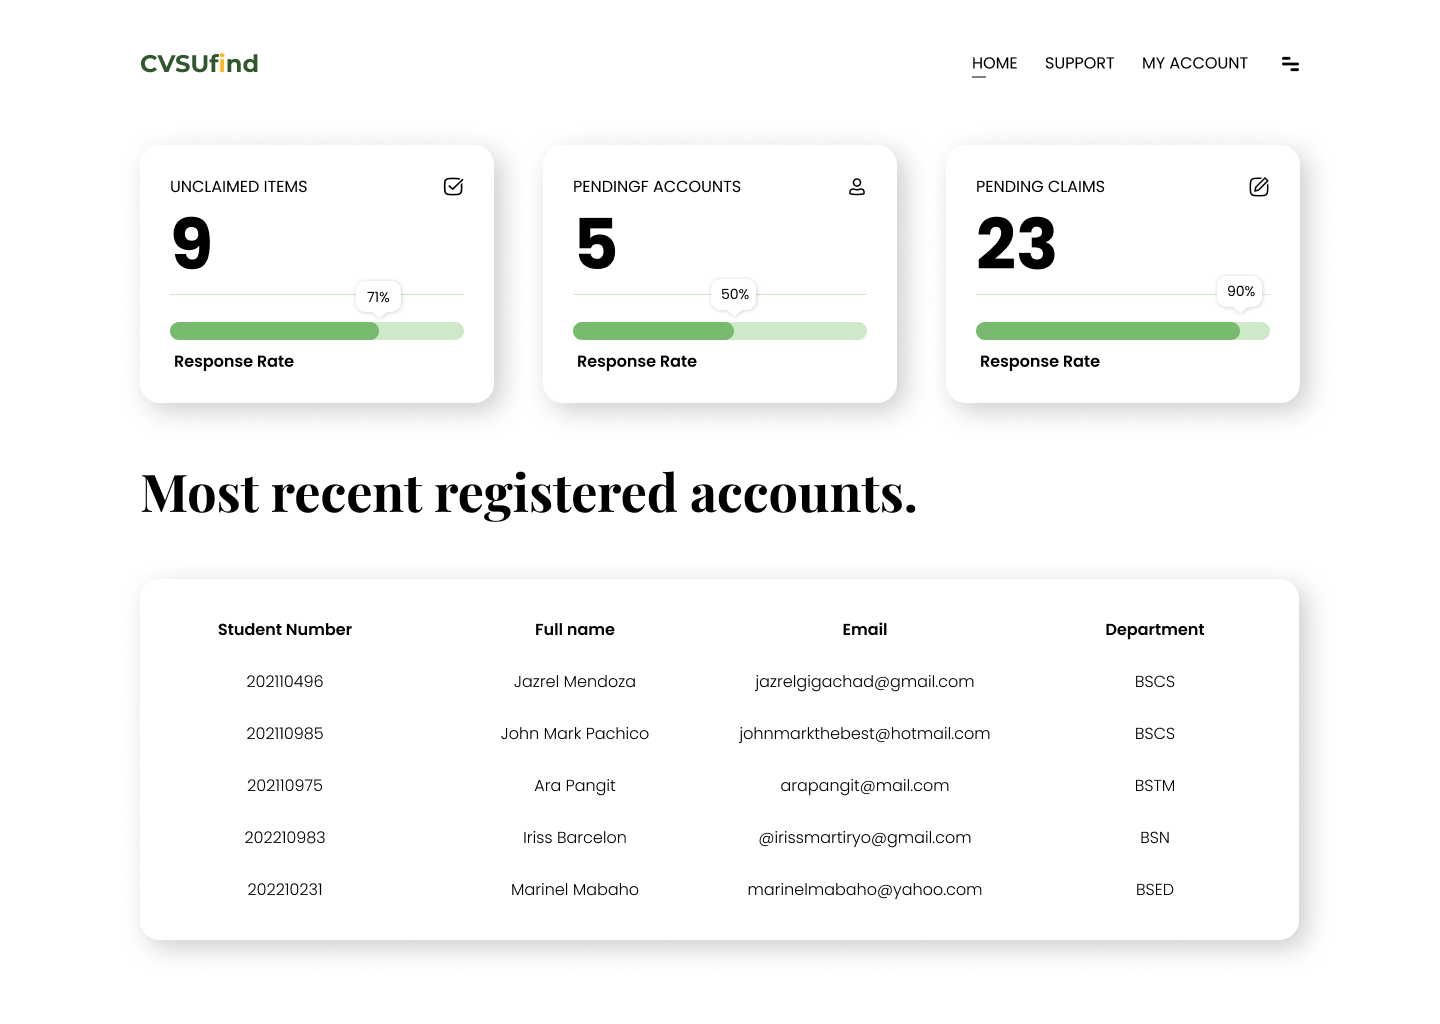 CVSUfind
HOME SUPPORT MY ACCOUNT
UNCLAIMED ITEMS
9
71%
Response Rate
PENDINGF ACCOUNTS
5
50%
Response Rate
PENDING CLAIMS
23
90%
Response Rate
Most recent registered accounts.
Student Number Full name Email Department
202110496 Jazrel Mendoza jazrelgigachad@gmail.com BSCS
202110985 John Mark Pachico johnmarkthebest@hotmail.com BSCS
202110975 Ara Pangit arapangit@mail.com BSTM
202210983 Iriss Barcelon @irissmartiryo@gmail.com BSN
202210231 Marinel Mabaho marinelmabaho@yahoo.com BSED